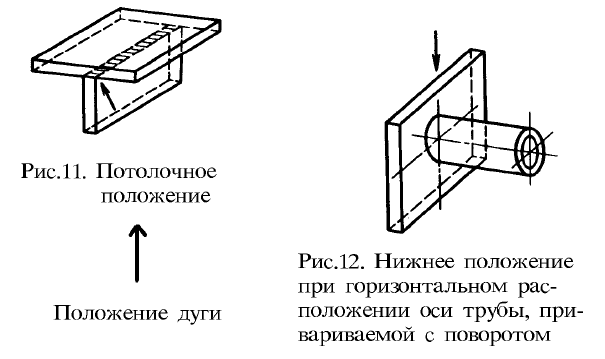 Рис.11. Потолочное
положение
Положение дуги
Рис.12. Нижнее положение
при горизонтальном рас-
положении оси трубы, при-
вариваемой с поворотом